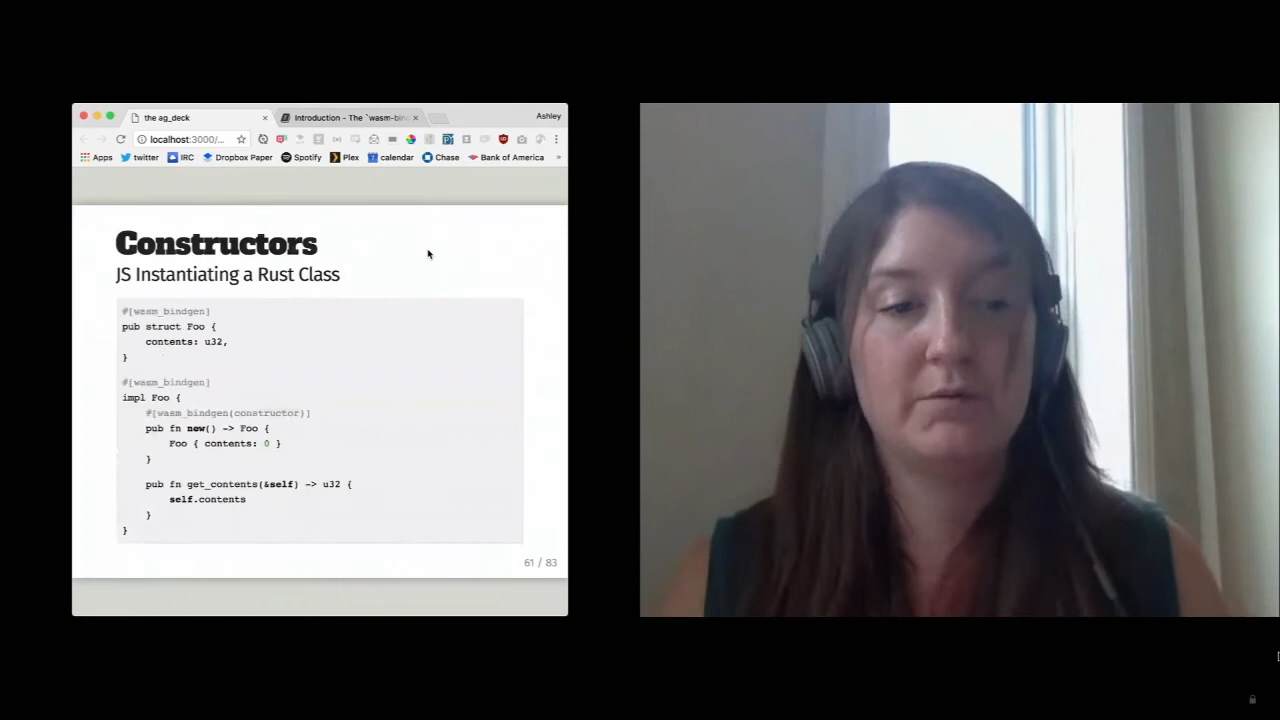 the ag_deck
Introduction - The `wasm-bin
Ashley
localhost:3000/...
Apps
twitter
IRC
Dropbox Paper
Spotify
Plex
calendar
Chase
Bank of America
»
Constructors
JS Instantiating a Rust Class
#[wasm_bindgen]
pub struct Foo {
contents: u32,
}
#[wasm_bindgen]
impl Foo {
#[wasm_bindgen(constructor)]
pub fn new() -> Foo {
Foo { contents: 0 }
}
pub fn get_contents(&self) -> u32 {
self.contents
}
}
61 / 83